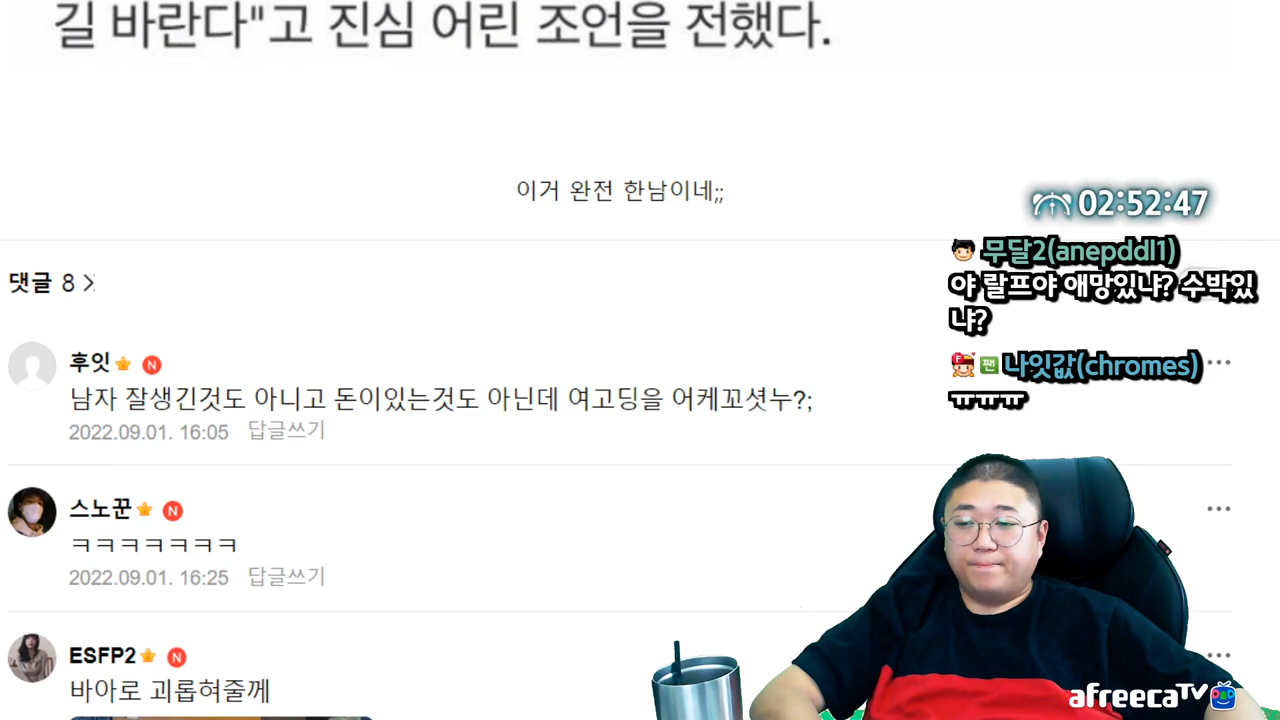 길 바란다"고 진심 어린 조언을 전했다.
이거 완전 한남이네;;
02:52:47
무달2(anepddl1)
야 랄프야 애망있냐? 수박있
냐?
팬 나잇값(chromes)
ㅠㅠㅠ
댓글 8 >
후잇 N
남자 잘생긴것도 아니고 돈이있는것도 아닌데 여고딩을 어케꼬셧누?;
2022.09.01. 16:05 답글쓰기
스노꾼 N
ㅋㅋㅋㅋㅋㅋㅋ
2022.09.01. 16:25 답글쓰기
ESFP2 N
바아로 괴롭혀줄께
afreecaTV